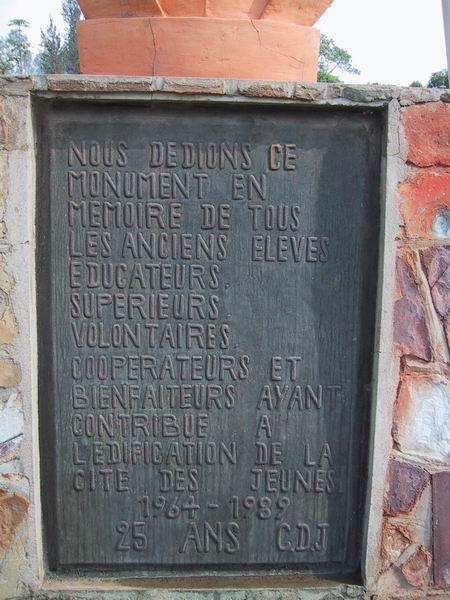 NOUS DEDIONS CE
MONUMENT EN
MEMOIRE DE TOUS
LES ANCIENS ELEVES
EDUCATEURS.
SUPERIEURS.
VOLONTAIRES.
COOPERATEURS ET
BIENFAITEURS AYANT
CONTRIBUE A
L'EDIFICATION DE LA
CITE DES JEUNES.
1964-1989
25 ANS C.D.J